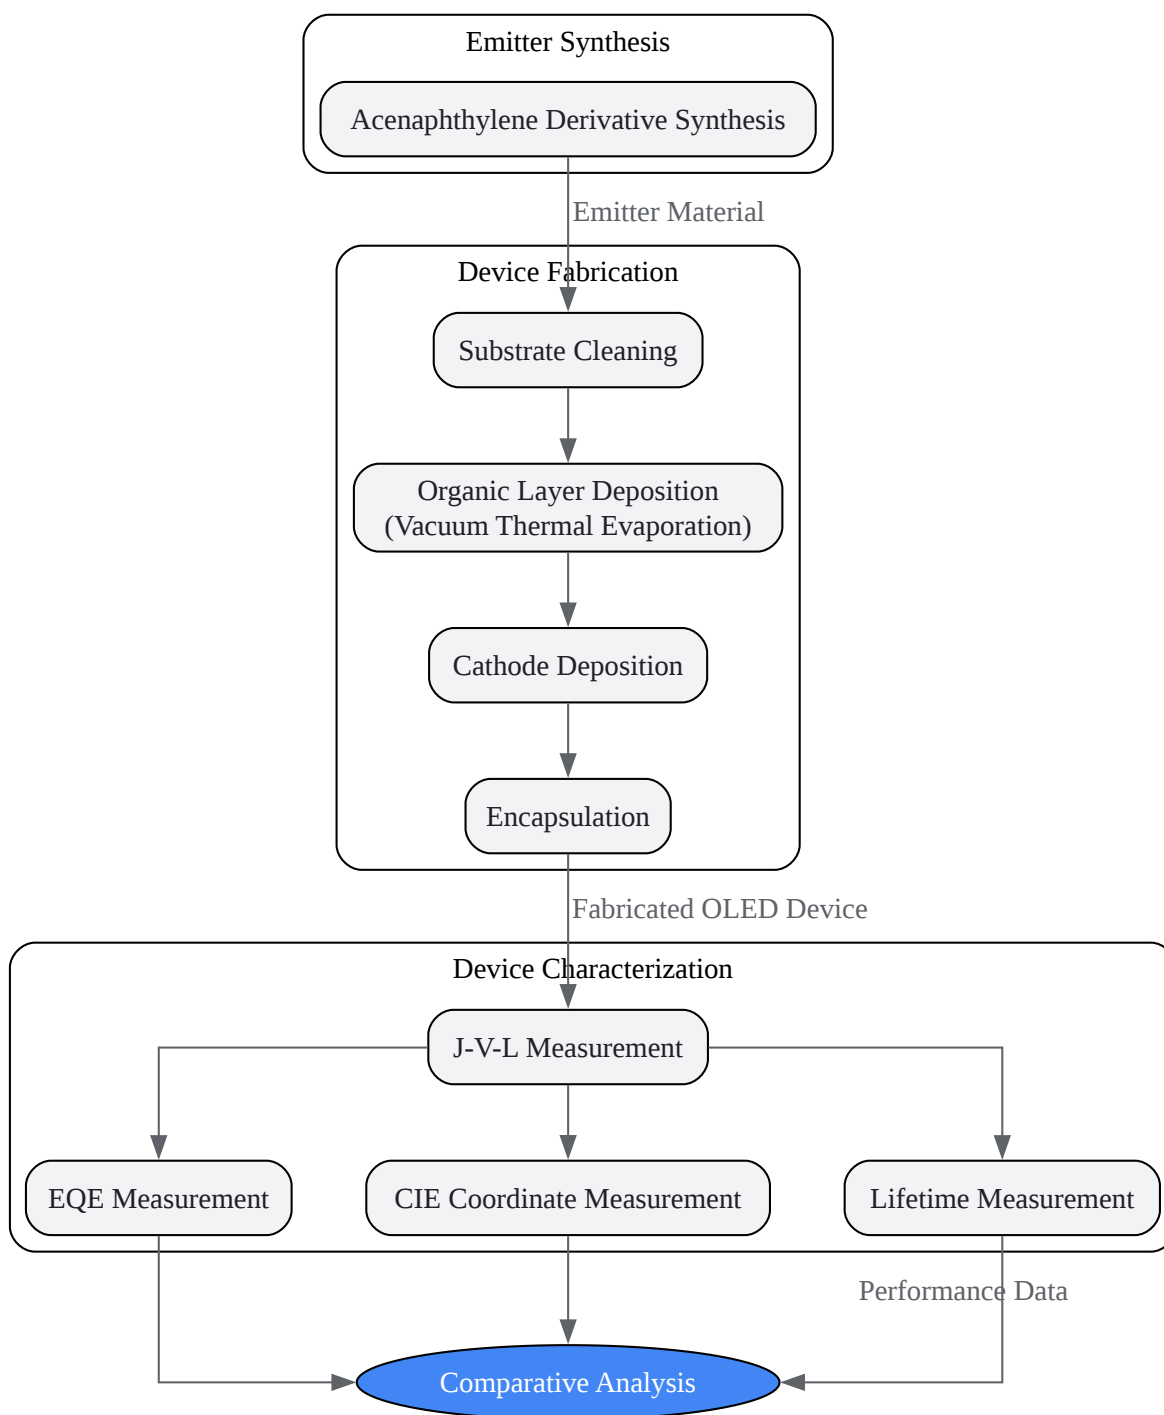 Emitter Synthesis
Acenaphthylene Derivative Synthesis
Emitter Material
Device Fabrication
Substrate Cleaning
Organic Layer Deposition
(Vacuum Thermal Evaporation)
Cathode Deposition
Encapsulation
Fabricated OLED Device
Device Characterization
J-V-L Measurement
EQE Measurement
CIE Coordinate Measurement
Lifetime Measurement
Performance Data
Comparative Analysis